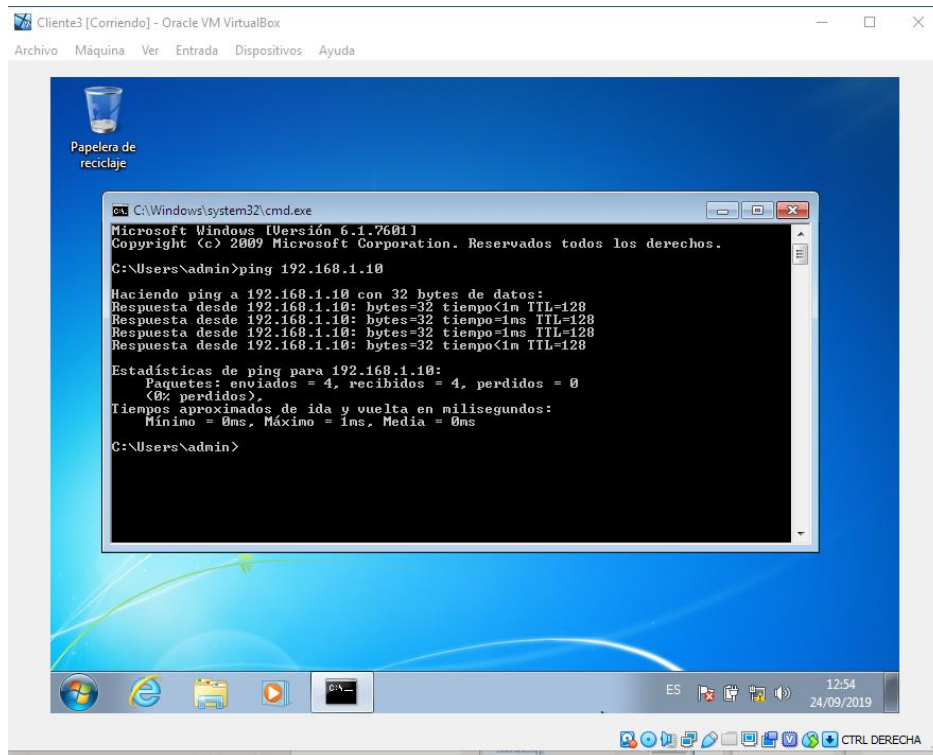 Cliente3 [Corriendo] - Oracle VM VirtualBox
Archivo Máquina Ver Entrada Dispositivos Ayuda
Papelera de
reciclaje
C:\Windows\system32\cmd.exe
Microsoft Windows [Versión 6.1.7601]
Copyright (c) 2009 Microsoft Corporation. Reservados todos los derechos.
C:\Users\admin>ping 192.168.1.10
Haciendo ping a 192.168.1.10 con 32 bytes de datos:
Respuesta desde 192.168.1.10: bytes=32 tiempo<1m TTL=128
Respuesta desde 192.168.1.10: bytes=32 tiempo=1ms TTL=128
Respuesta desde 192.168.1.10: bytes=32 tiempo=1ms TTL=128
Respuesta desde 192.168.1.10: bytes=32 tiempo<1m TTL=128
Estadísticas de ping para 192.168.1.10:
Paquetes: enviados = 4, recibidos = 4, perdidos = 0
(0% perdidos),
Tiempos aproximados de ida y vuelta en milisegundos:
Mínimo = 0ms, Máximo = 1ms, Media = 0ms
C:\Users\admin>
ES
12:54
24/09/2019
CTRL DERECHA